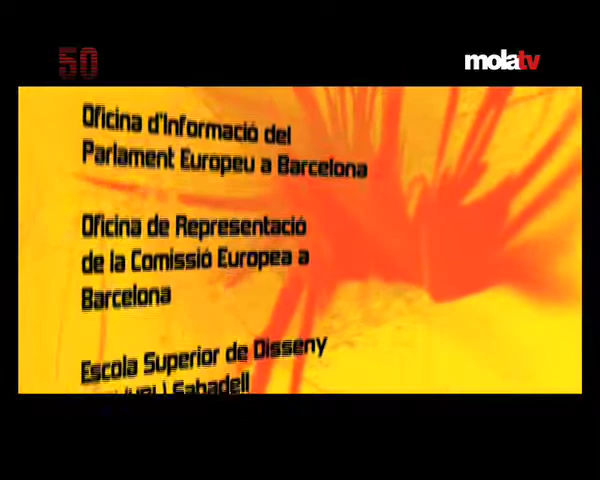 50
molatv
Oficina d'Informació del
Parlament Europeu a Barcelona
Oficina de Representació
de la Comissió Europea a
Barcelona
Escola Superior de Disseny
Sabadell